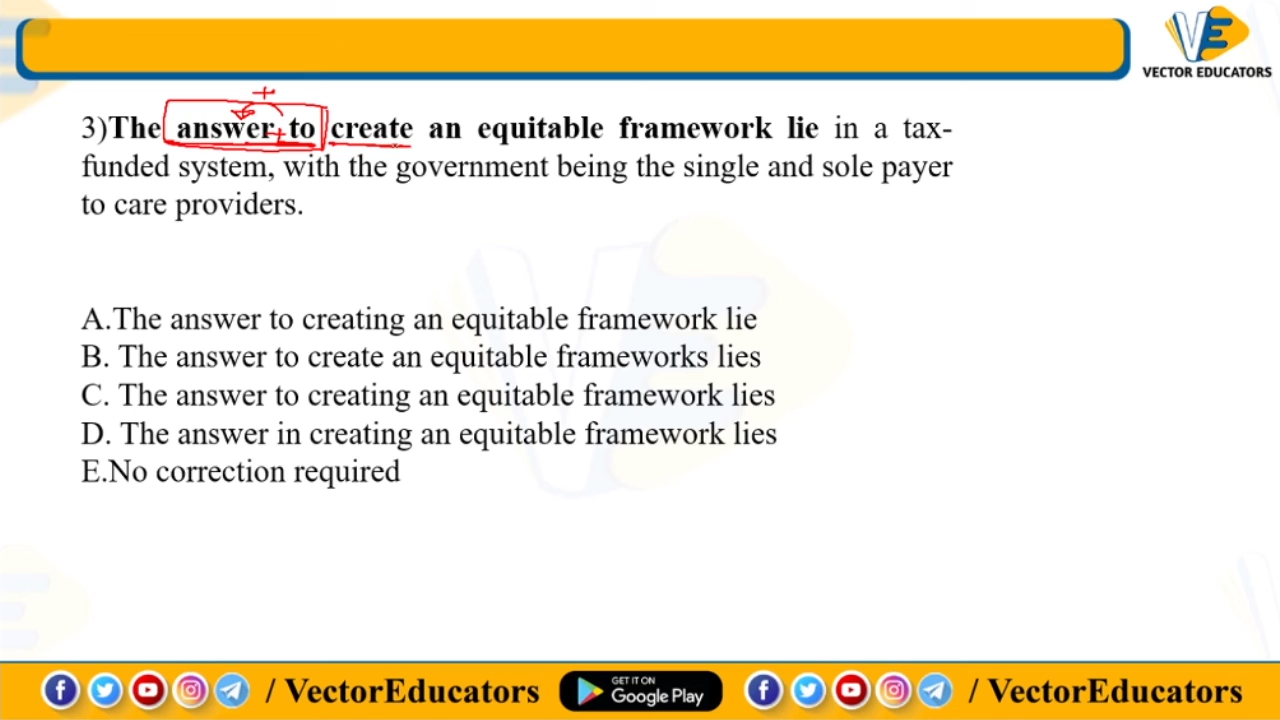 VE
VECTOR EDUCATORS
3)The answer to create an equitable framework lie in a tax-
funded system, with the government being the single and sole payer
to care providers.
A.The answer to creating an equitable framework lie
B. The answer to create an equitable frameworks lies
C. The answer to creating an equitable framework lies
D. The answer in creating an equitable framework lies
E.No correction required
/ VectorEducators GET IT ON Google Play / VectorEducators